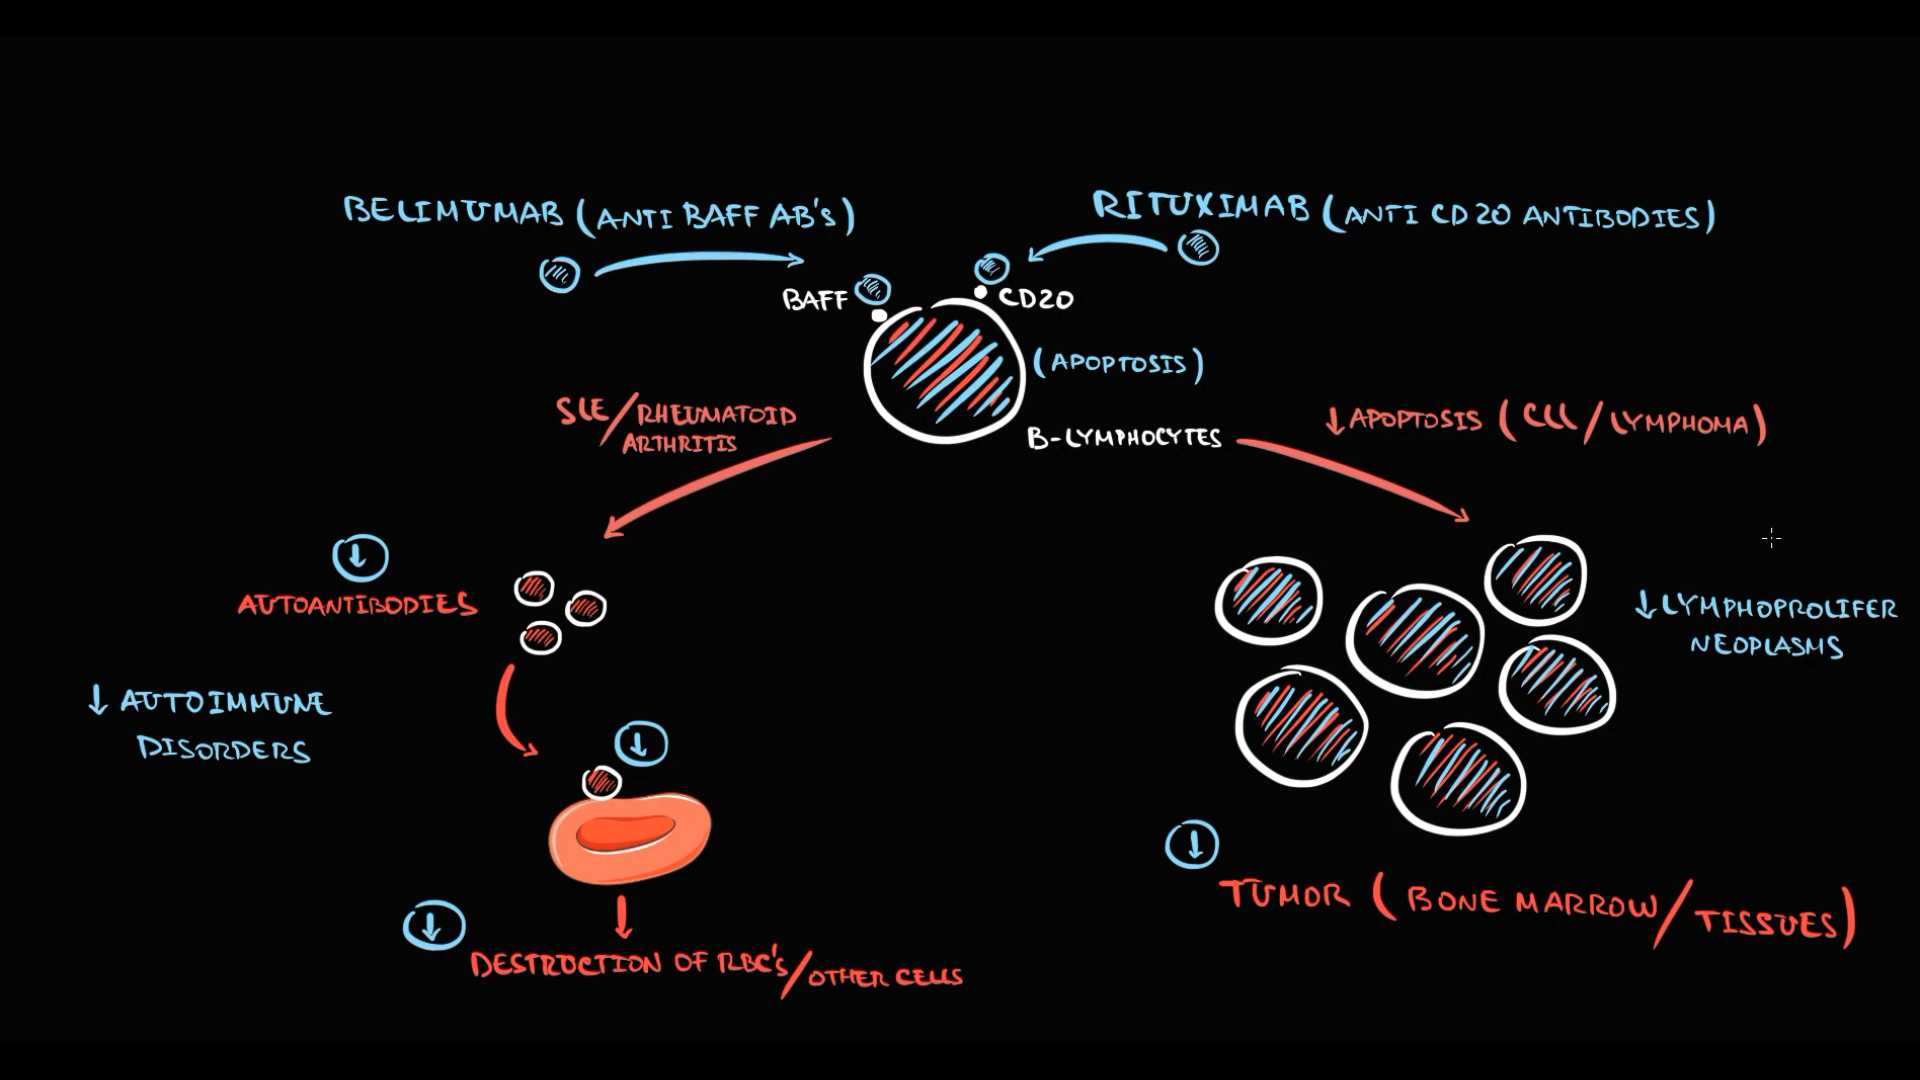 BELIMUMAB (ANTI BAFF AB'S)
RITUXIMAB (ANTI CD20 ANTIBODIES)
BAFF
CD20
(APOPTOSIS)
SLE/RHEUMATOID
ARTHRITIS
B-LYMPHOCYTES
↓ APOPTOSIS (CLL/LYMPHOMA)
↓
AUTOANTIBODIES
↓ LYMPHOPROLIFER
NEOPLASMS
↓ AUTOIMMUNE
DISORDERS
↓
↓
TUMOR (BONE MARROW/TISSUES)
↓
DESTRUCTION OF RBC'S/OTHER CELLS